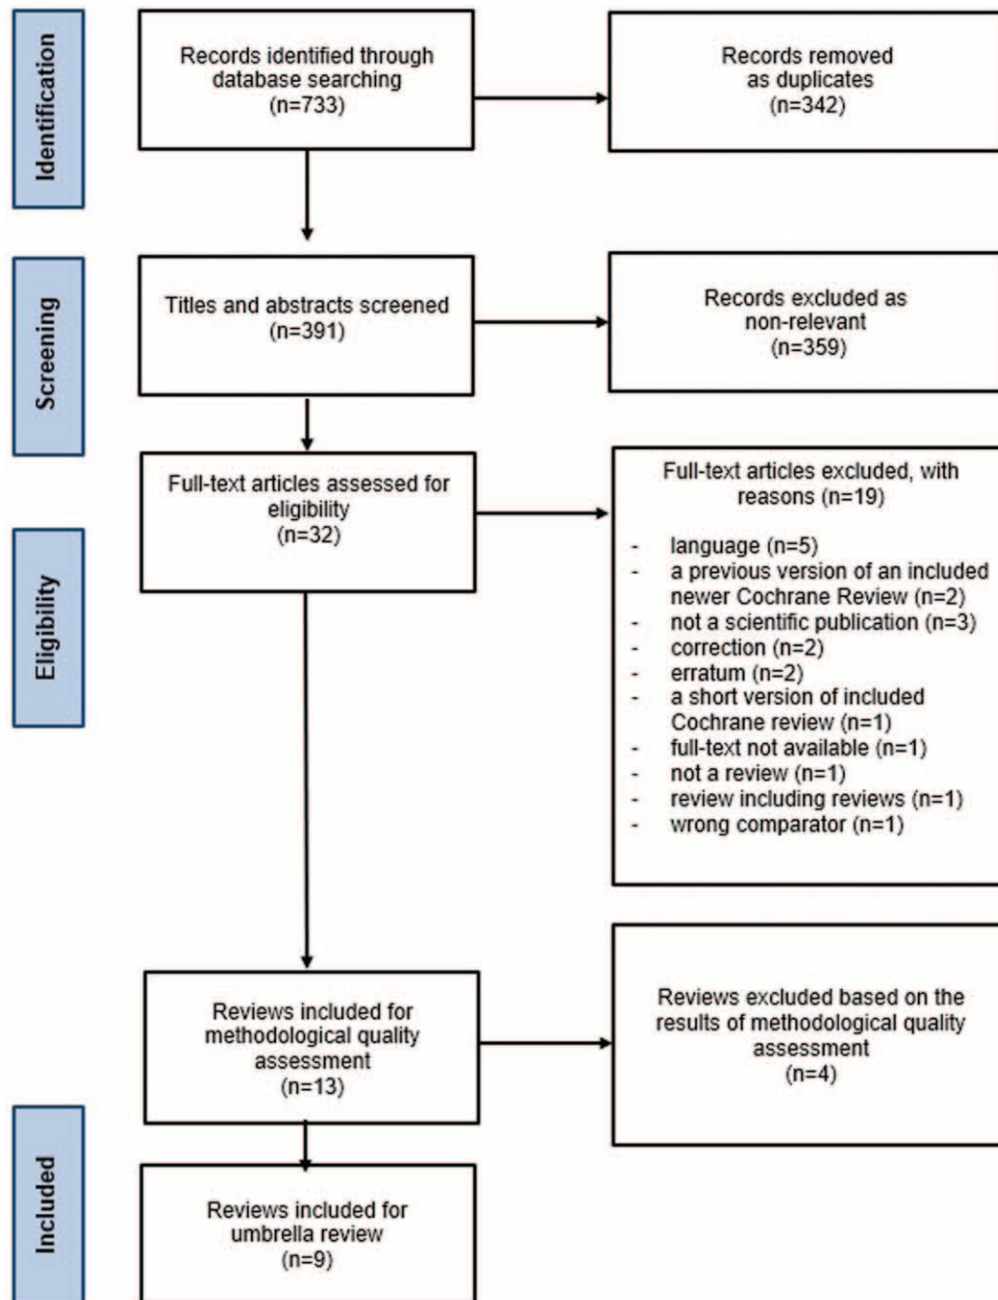 Identification
Records identified through
database searching
(n=733)
Records removed
as duplicates
(n=342)
Screening
Titles and abstracts screened
(n=391)
Records excluded as
non-relevant
(n=359)
Eligibility
Full-text articles assessed for
eligibility
(n=32)
Full-text articles excluded, with
reasons (n=19)
- language (n=5)
- a previous version of an included
newer Cochrane Review (n=2)
- not a scientific publication (n=3)
- correction (n=2)
- erratum (n=2)
- a short version of included
Cochrane review (n=1)
- full-text not available (n=1)
- not a review (n=1)
- review including reviews (n=1)
- wrong comparator (n=1)
Reviews included for
methodological quality
assessment
(n=13)
Reviews excluded based on the
results of methodological quality
assessment
(n=4)
Included
Reviews included for
umbrella review
(n=9)